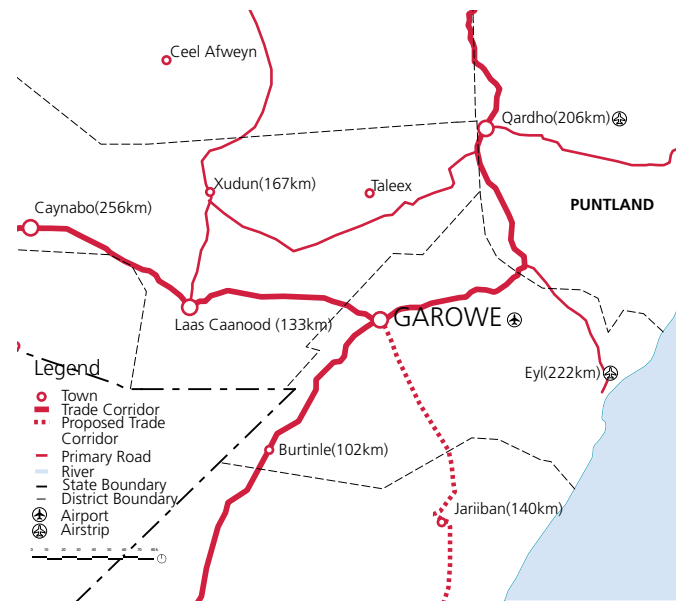 Ceel Afweyn
Qardho(206km)
Xudun(167km)
Taleex
Caynabo(256km)
PUNTLAND
Laas Caanood (133km)
GAROWE
Eyl(222km)
Legend
Town
Trade Corridor
Proposed Trade
Corridor
Primary Road
River
State Boundary
District Boundary
Airport
Airstrip
Burtinle(102km)
Jariiban(140km)